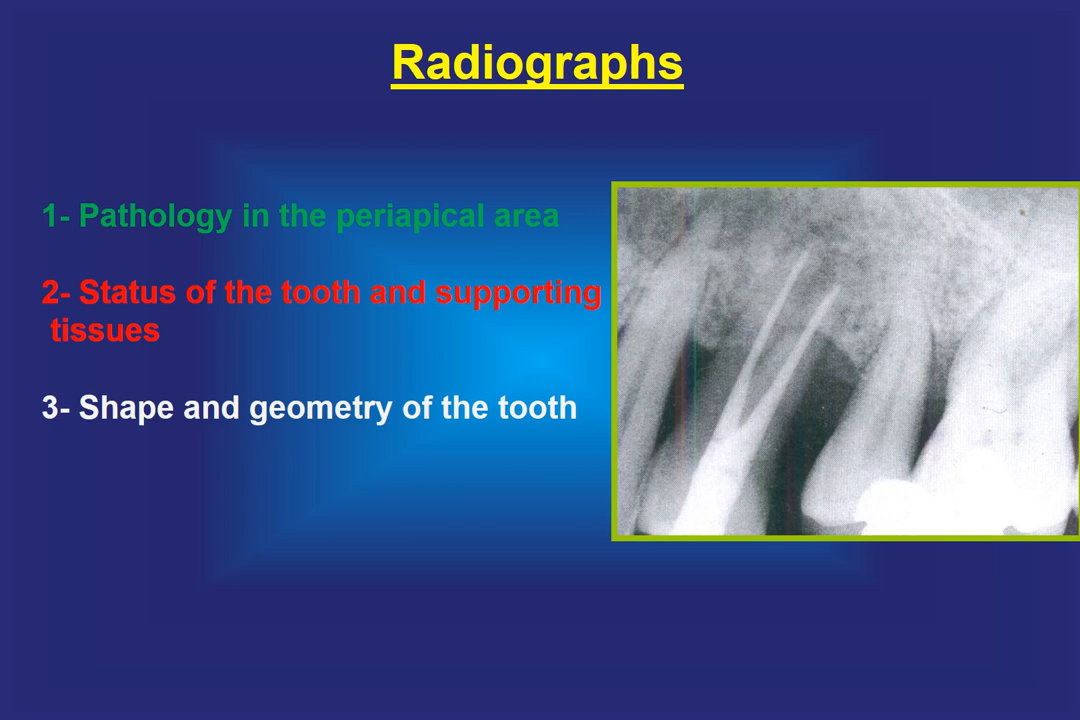 Radiographs
1- Pathology in the periapical area
2- Status of the tooth and supporting
tissues
3- Shape and geometry of the tooth